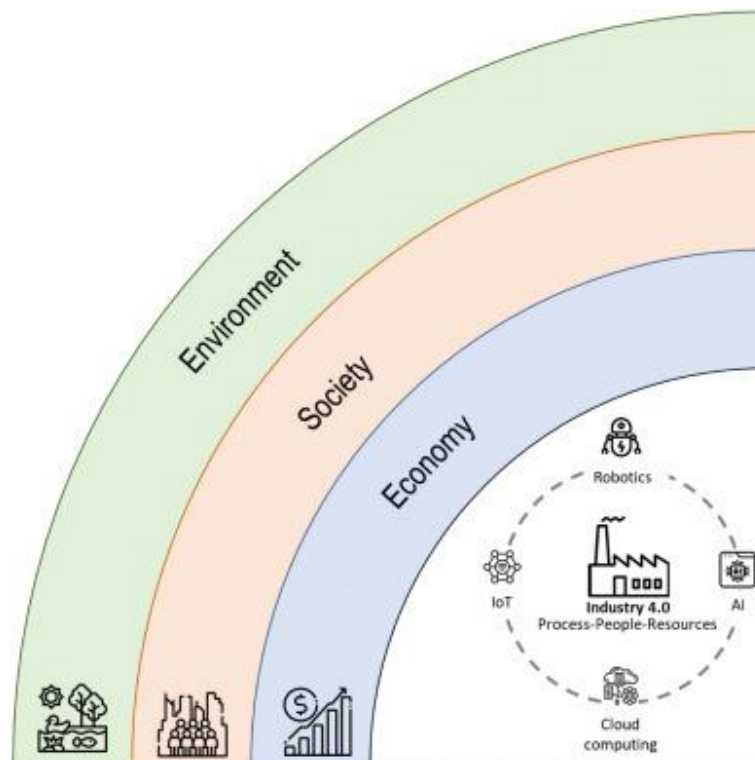 Environment
Society
Economy
Robotics
IoT
AI
Industry 4.0
Process-People-Resources
Cloud
computing